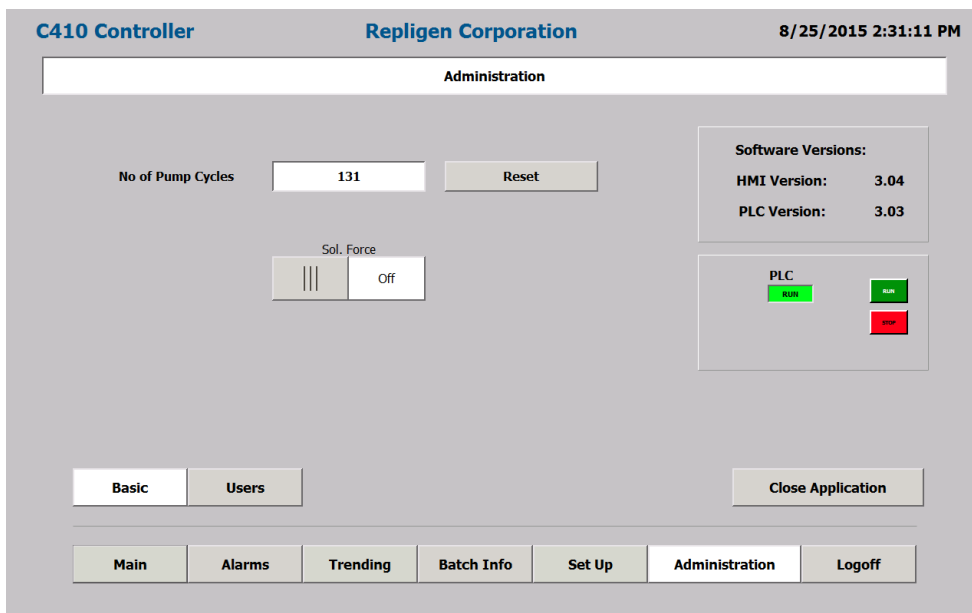 C410 Controller Repligen Corporation 8/25/2015 2:31:11 PM
Administration
Software Versions:
No of Pump Cycles 131 Reset HMI Version: 3.04
PLC Version: 3.03
Sol. Force
Off
PLC
RUN RUN
STOP
Basic Users Close Application
Main Alarms Trending Batch Info Set Up Administration Logoff